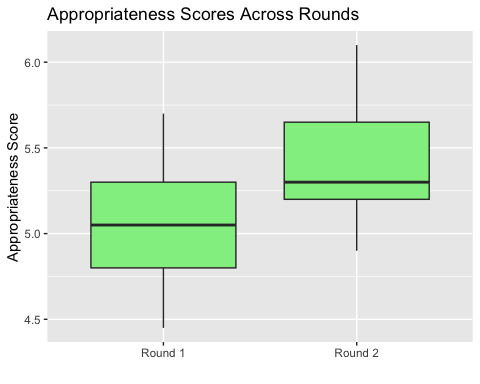 Appropriateness Scores Across Rounds
Appropriateness Score
6.0
5.5
5.0
4.5
Round 1
Round 2